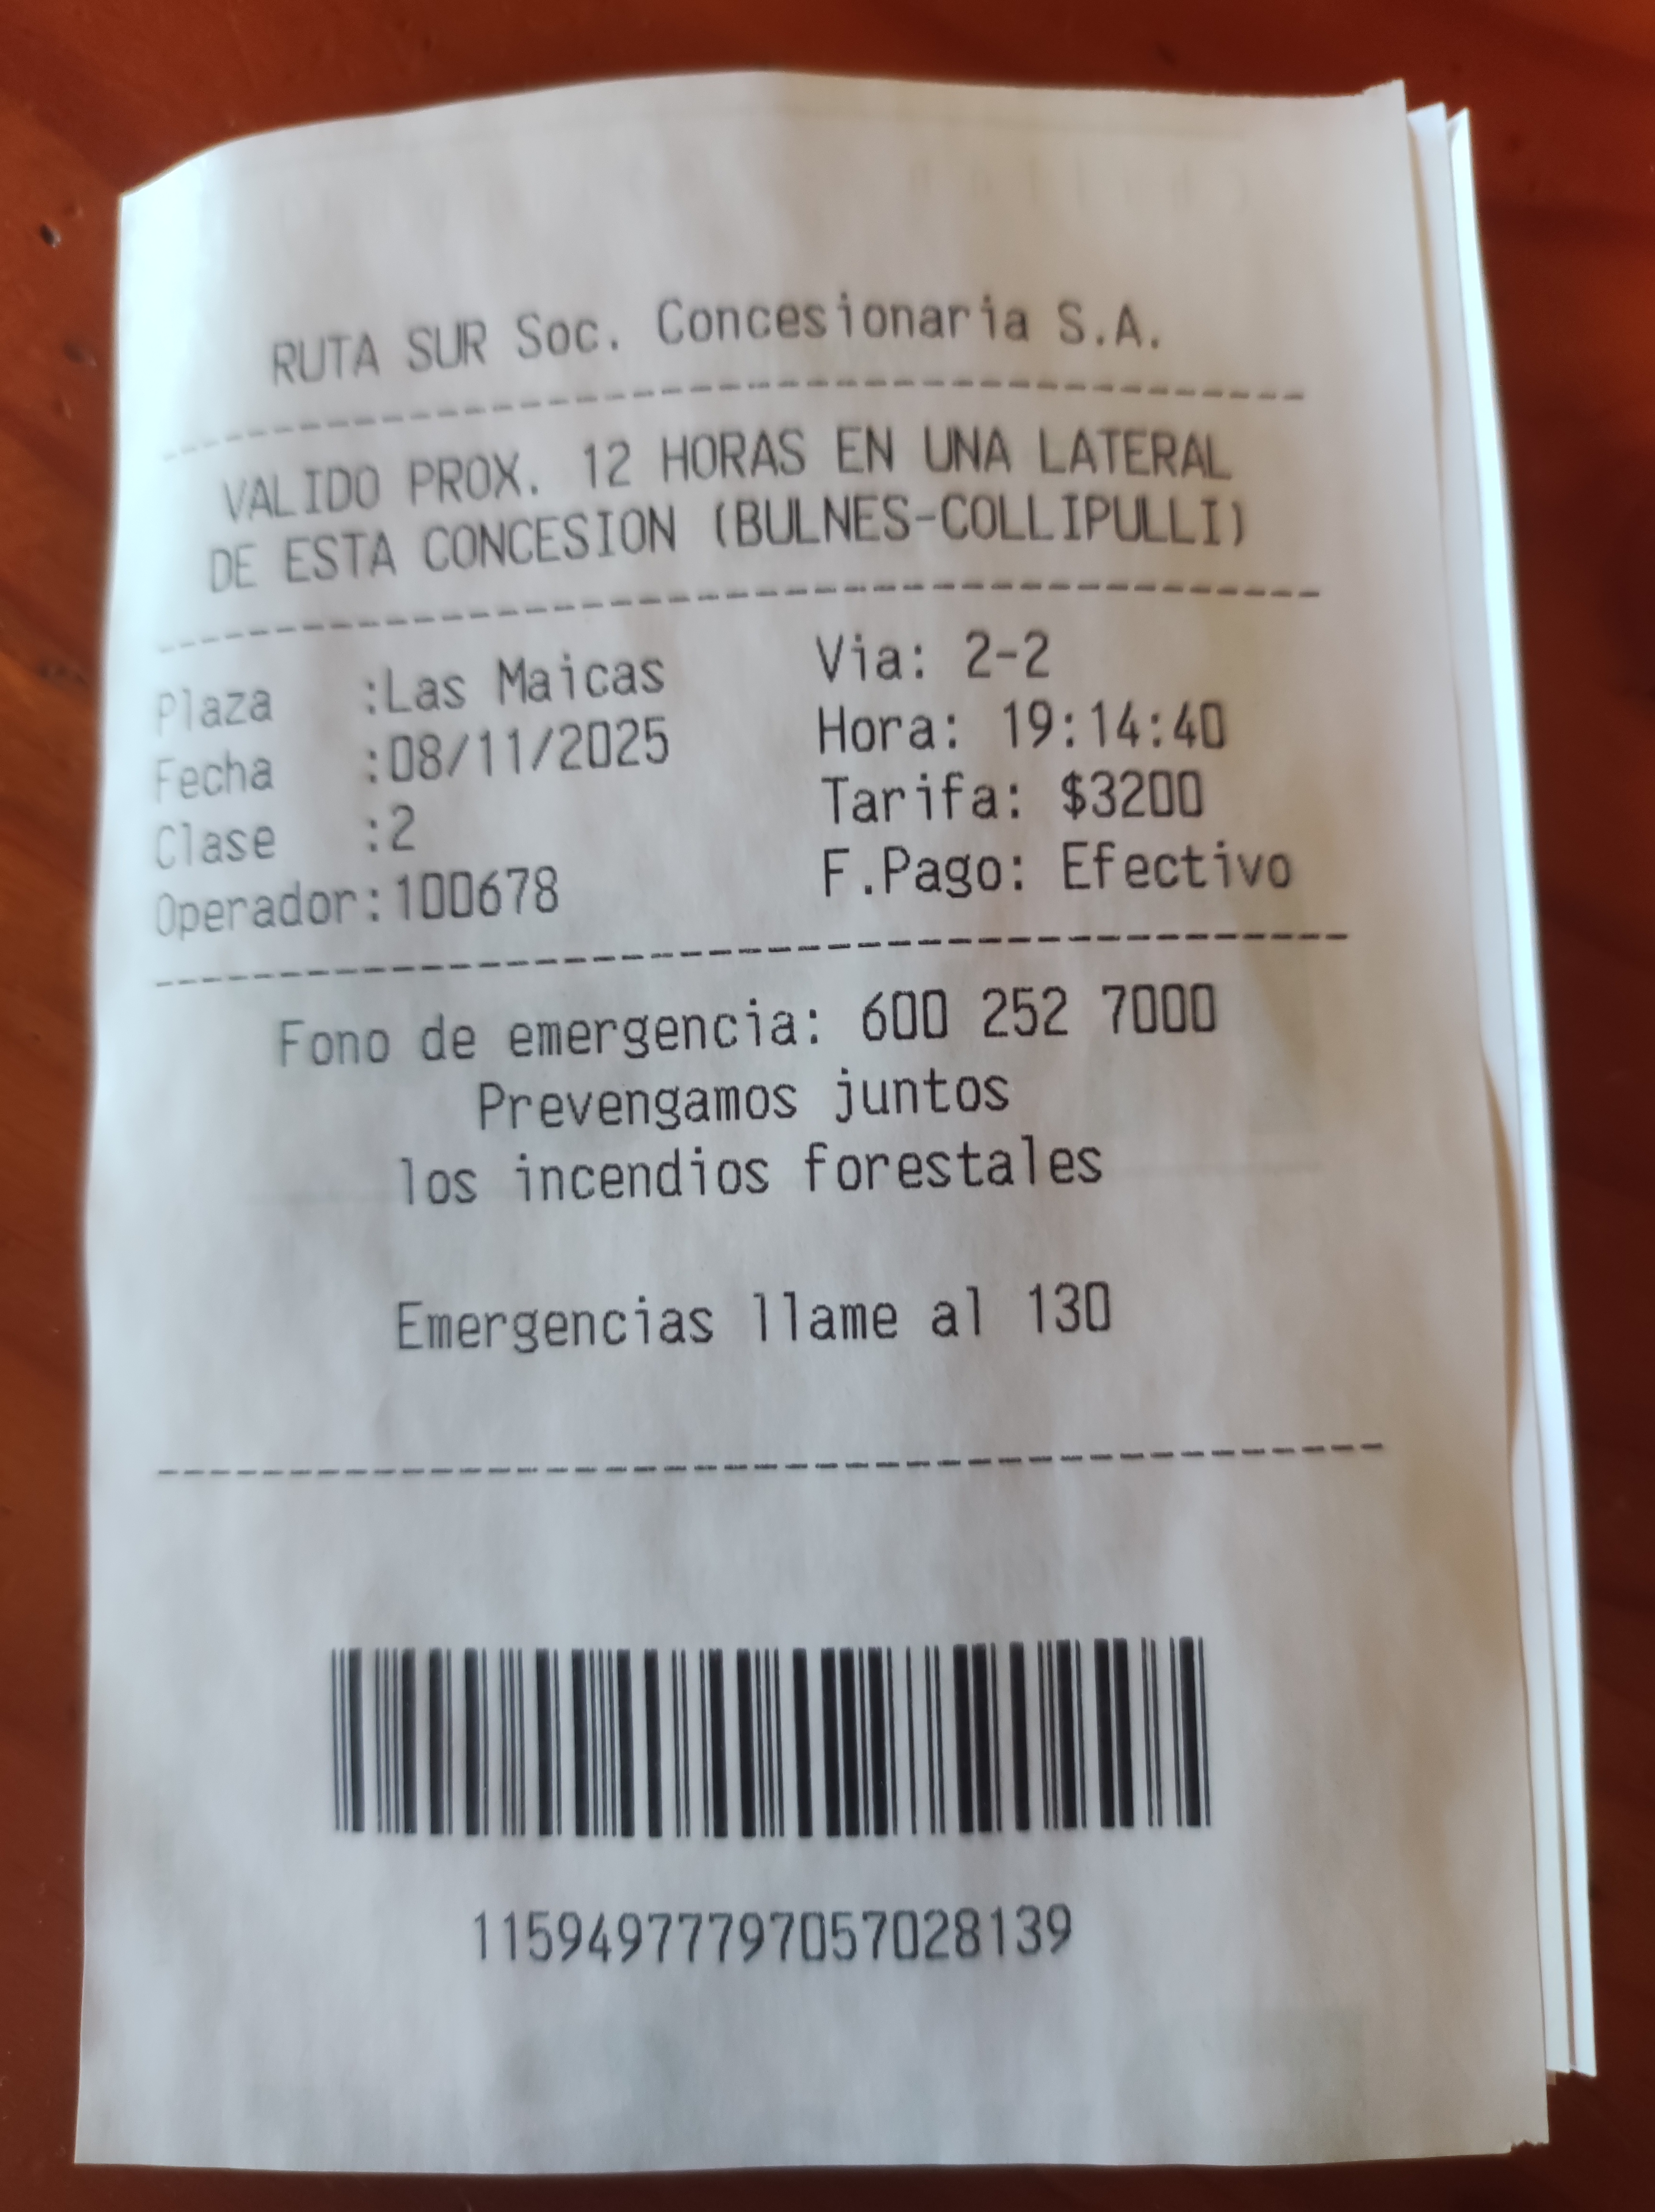 RUTA SUR Soc. Concesionaria S.A.
VALIDO PROX. 12 HORAS EN UNA LATERAL
DE ESTA CONCESION (BULNES-COLLIPULLI)
Plaza :Las Maicas Via: 2-2
Fecha :08/11/2025 Hora: 19:14:40
Clase :2 Tarifa: $3200
Operador:100678 F.Pago: Efectivo
Fono de emergencia: 600 252 7000
Prevengamos juntos
los incendios forestales
Emergencias llame al 130
11594977797057028139